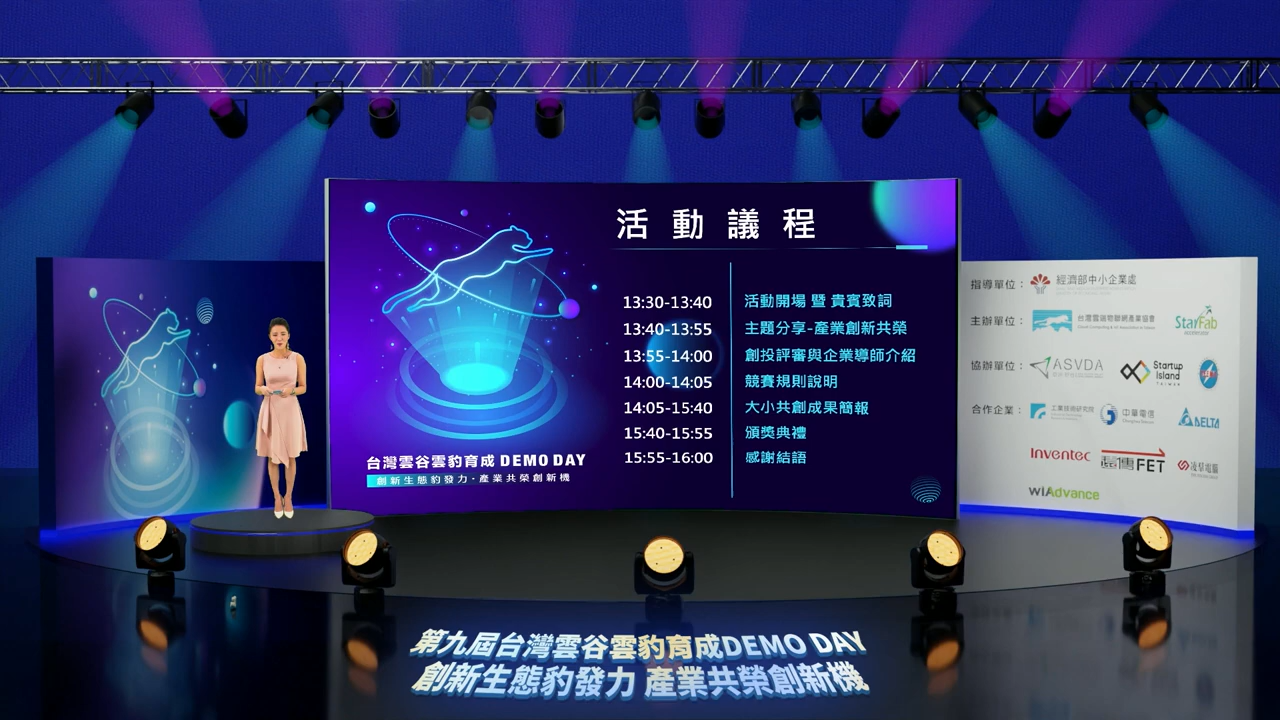 活動議程
13:30-13:40 活動開場 暨 貴賓致詞
13:40-13:55 主題分享-產業創新共榮
13:55-14:00 創投評審與企業導師介紹
14:00-14:05 競賽規則說明
14:05-15:40 大小共創成果簡報
15:40-15:55 頒獎典禮
15:55-16:00 感謝結語
台灣雲谷雲豹育成 DEMO DAY
創新生態豹發力·產業共榮創新機
指導單位： 經濟部中小企業處
主辦單位： 台灣雲端物聯網產業協會 StarFab
協辦單位： ASVDA Startup Island TAIWAN
合作企業： 工業技術研究院 中華電信 DELTA
Inventec 遠傳FET 凌群電腦
wiAdvance
第九屆台灣雲谷雲豹育成DEMO DAY
創新生態豹發力 產業共榮創新機